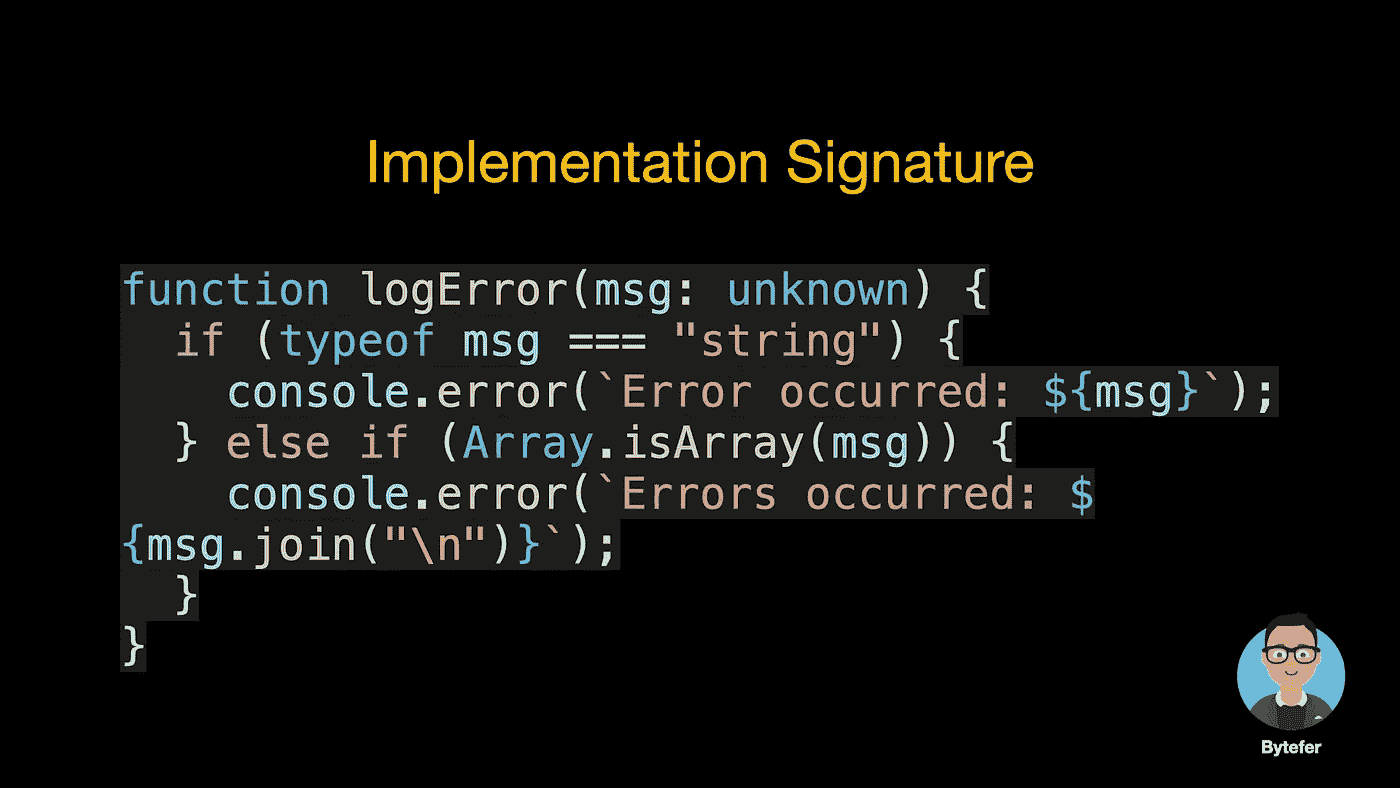 Implementation Signature
function logError(msg: unknown) {
  if (typeof msg === "string") {
    console.error(`Error occurred: ${msg}`);
  } else if (Array.isArray(msg)) {
    console.error(`Errors occurred: $
{msg.join("\n")}`);
  }
}
Bytefer